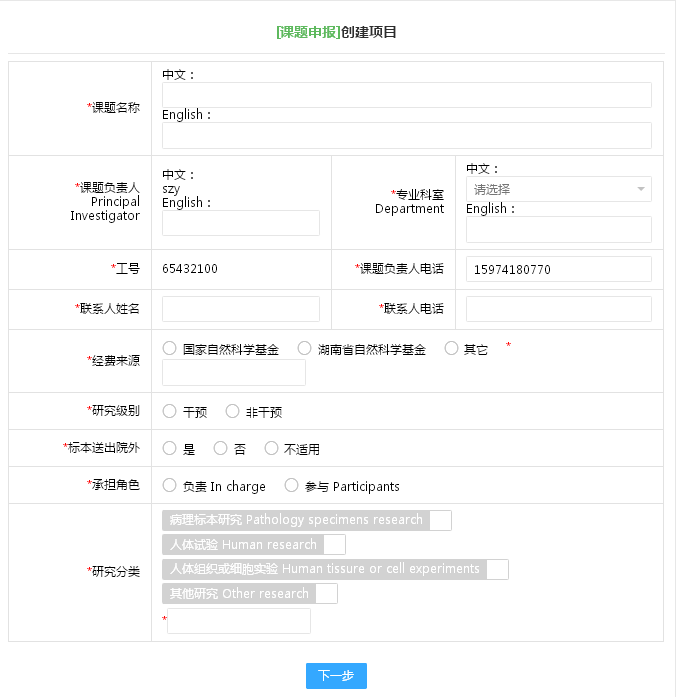 [课题申报]创建项目
*课题名称
中文：
English：
*课题负责人
Principal
Investigator
中文：
szy
English：
*专业科室
Department
中文：
请选择
English：
*工号
65432100
*课题负责人电话
15974180770
*联系人姓名
*联系人电话
*经费来源
国家自然科学基金 湖南省自然科学基金 其它 *
*研究级别
干预 非干预
*标本送出院外
是 否 不适用
*承担角色
负责 In charge 参与 Participants
*研究分类
病理标本研究 Pathology specimens research
人体试验 Human research
人体组织或细胞实验 Human tissure or cell experiments
其他研究 Other research
*
下一步